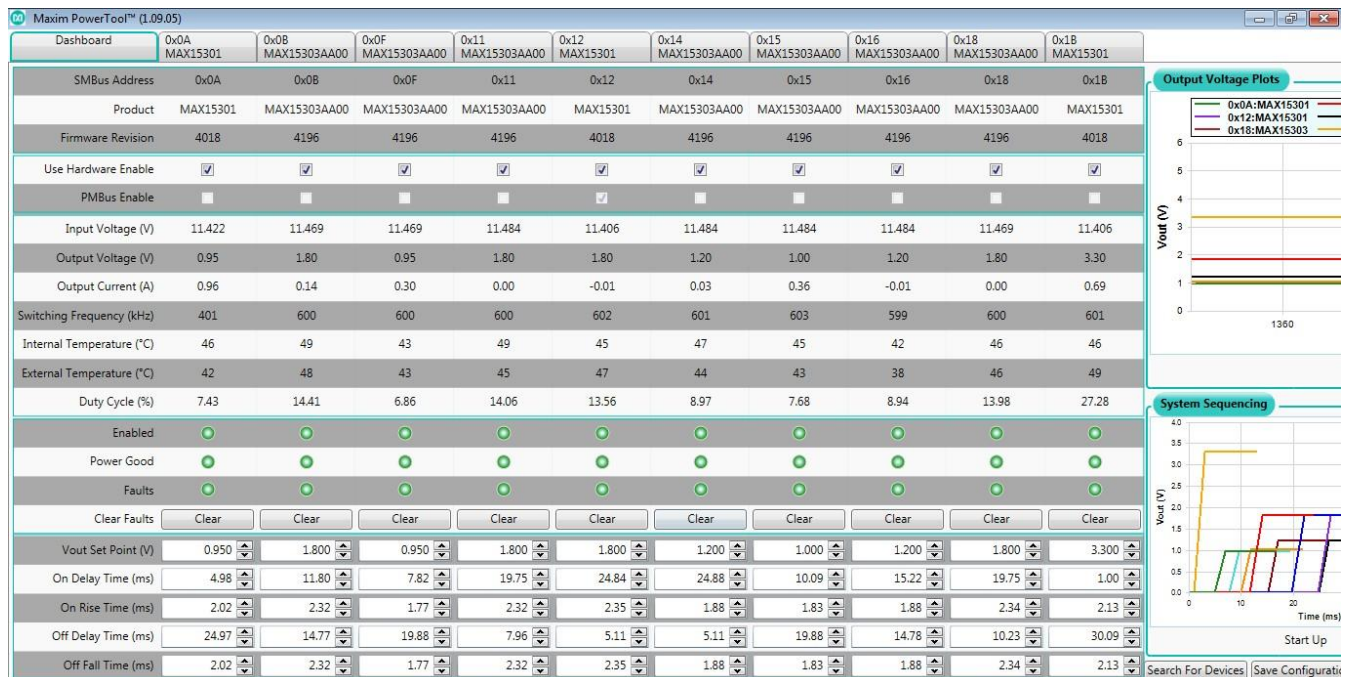 Maxim PowerTool™ (1.09.05)
Dashboard 0x0A MAX15301 0x0B MAX15303AA00 0x0F MAX15303AA00 0x11 MAX15303AA00 0x12 MAX15301 0x14 MAX15303AA00 0x15 MAX15303AA00 0x16 MAX15303AA00 0x18 MAX15303AA00 0x1B MAX15301
SMBus Address 0x0A 0x0B 0x0F 0x11 0x12 0x14 0x15 0x16 0x18 0x1B
Product MAX15301 MAX15303AA00 MAX15303AA00 MAX15303AA00 MAX15301 MAX15303AA00 MAX15303AA00 MAX15303AA00 MAX15303AA00 MAX15301
Firmware Revision 4018 4196 4196 4196 4018 4196 4196 4196 4196 4018
Use Hardware Enable
PMBus Enable
Input Voltage (V) 11.422 11.469 11.469 11.484 11.406 11.484 11.484 11.484 11.469 11.406
Output Voltage (V) 0.95 1.80 0.95 1.80 1.80 1.20 1.00 1.20 1.80 3.30
Output Current (A) 0.96 0.14 0.30 0.00 -0.01 0.03 0.36 -0.01 0.00 0.69
Switching Frequency (kHz) 401 600 600 600 602 601 603 599 600 601
Internal Temperature (°C) 46 49 43 49 45 47 45 42 46 46
External Temperature (°C) 42 48 43 45 47 44 43 38 46 49
Duty Cycle (%) 7.43 14.41 6.86 14.06 13.56 8.97 7.68 8.94 13.98 27.28
Enabled
Power Good
Faults
Clear Faults Clear Clear Clear Clear Clear Clear Clear Clear Clear Clear
Vout Set Point (V) 0.950 1.800 0.950 1.800 1.800 1.200 1.000 1.200 1.800 3.300
On Delay Time (ms) 4.98 11.80 7.82 19.75 24.84 24.88 10.09 15.22 19.75 1.00
On Rise Time (ms) 2.02 2.32 1.77 2.32 2.35 1.88 1.83 1.88 2.34 2.13
Off Delay Time (ms) 24.97 14.77 19.88 7.96 5.11 5.11 19.88 14.78 10.23 30.09
Off Fall Time (ms) 2.02 2.32 1.77 2.32 2.35 1.88 1.83 1.88 2.34 2.13
Output Voltage Plots
0x0A:MAX15301
0x12:MAX15301
0x18:MAX15303
Vout (V)
6
5
4
3
2
1
0
1360
System Sequencing
Vout (V)
4.0
3.5
3.0
2.5
2.0
1.5
1.0
0.5
0.0
0 10 20
Time (ms)
Start Up
Search For Devices Save Configuratio